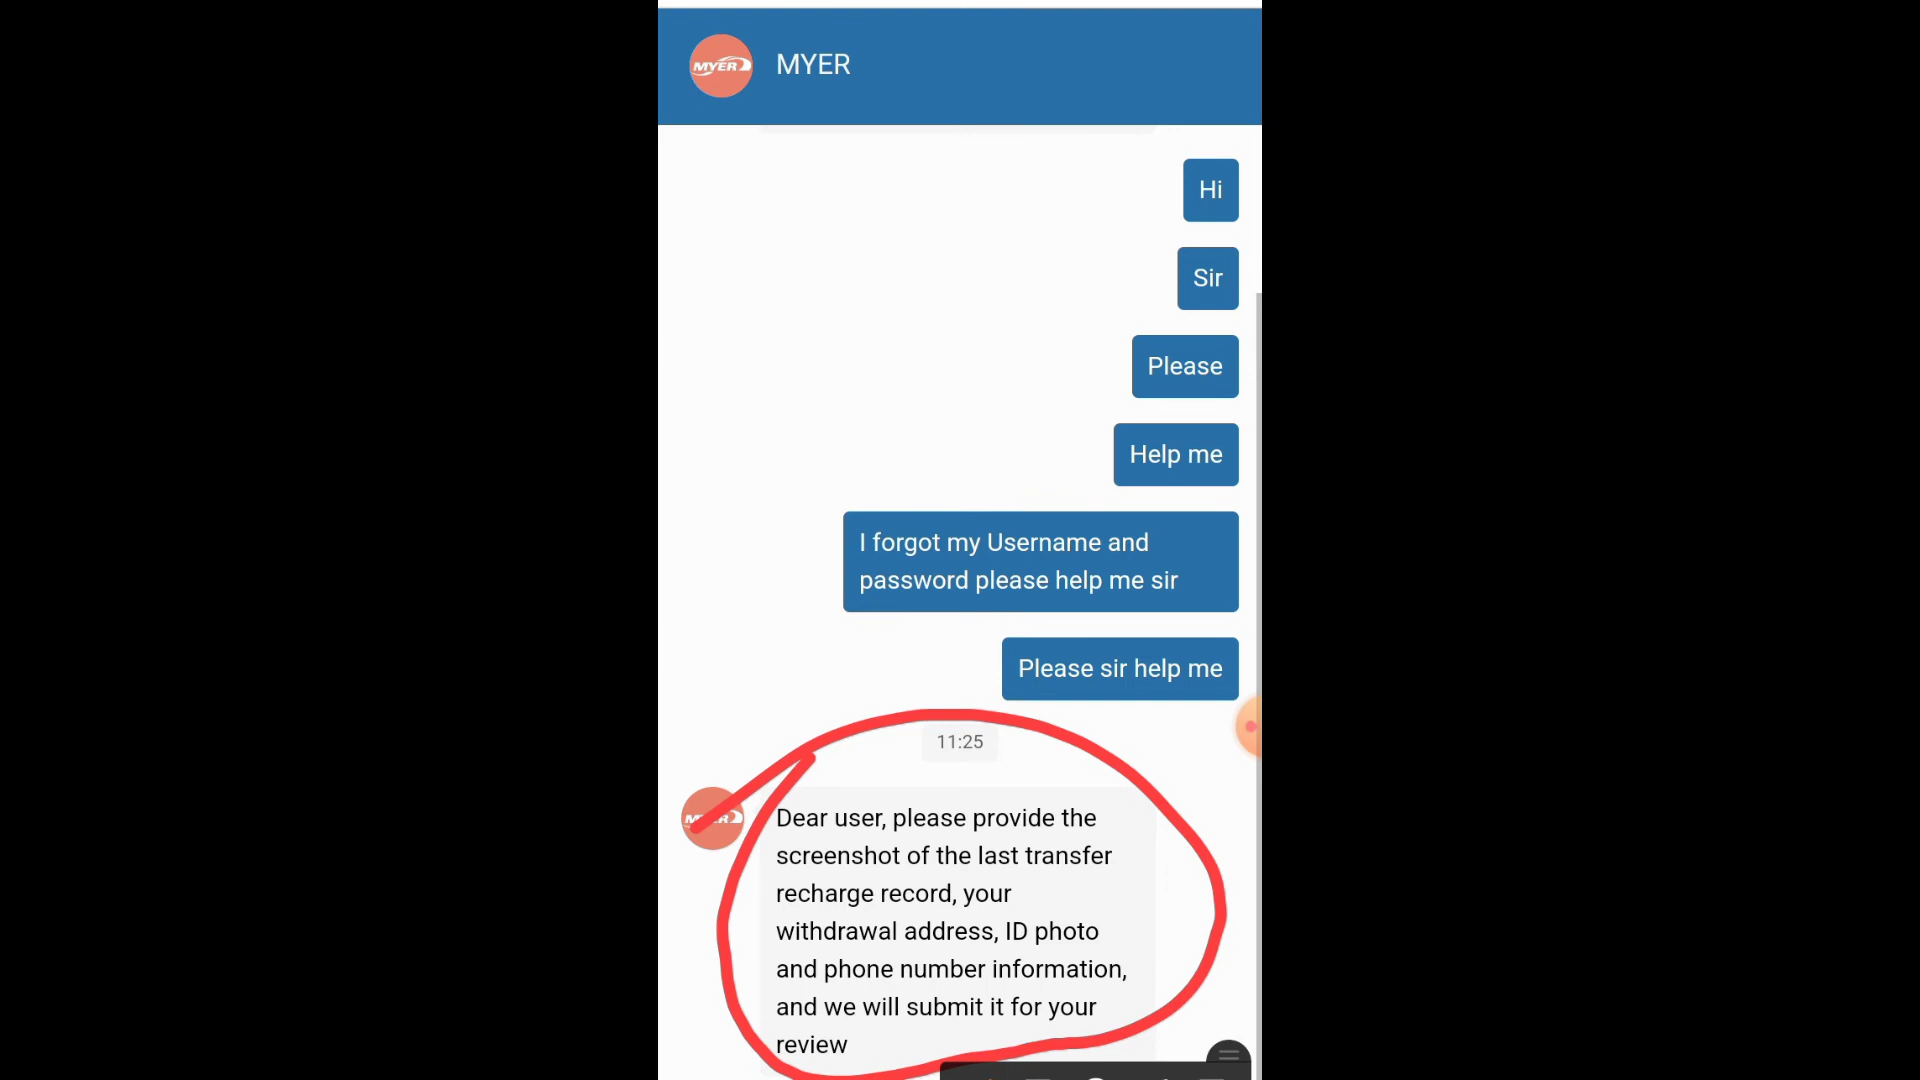 MYER
MYER
Hi
Sir
Please
Help me
I forgot my Username and
password please help me sir
Please sir help me
11:25
Dear user, please provide the
screenshot of the last transfer
recharge record, your
withdrawal address, ID photo
and phone number information,
and we will submit it for your
review